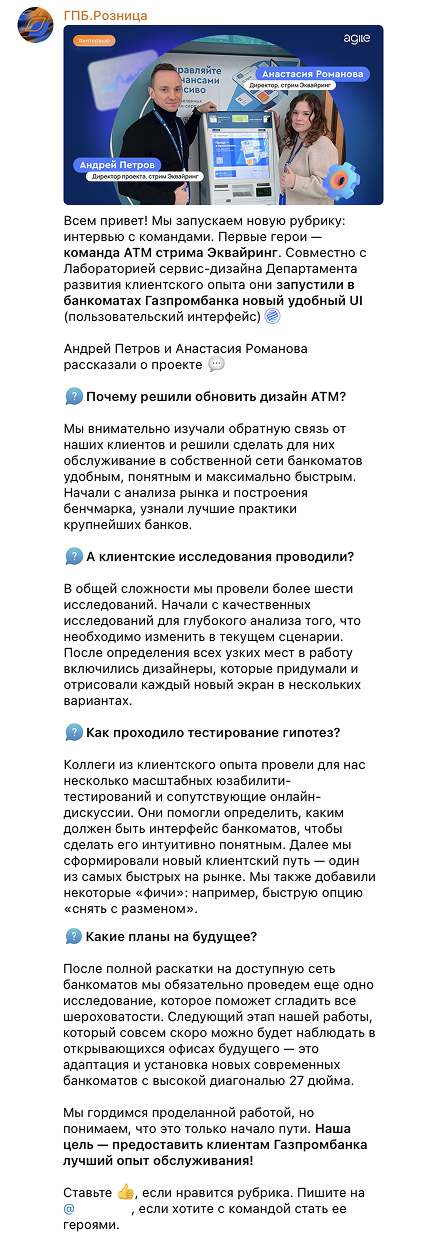 ГПБ.Розница
#интервью
agile
равляйте
нансами
сиво
Анастасия Романова
Директор, стрим Эквайринг
Андрей Петров
Директор проекта, стрим Эквайринг
Всем привет! Мы запускаем новую рубрику:
интервью с командами. Первые герои —
команда АТМ стрима Эквайринг. Совместно с
Лабораторией сервис-дизайна Департамента
развития клиентского опыта они запустили в
банкоматах Газпромбанка новый удобный UI
(пользовательский интерфейс)
Андрей Петров и Анастасия Романова
рассказали о проекте
Почему решили обновить дизайн АТМ?
Мы внимательно изучали обратную связь от
наших клиентов и решили сделать для них
обслуживание в собственной сети банкоматов
удобным, понятным и максимально быстрым.
Начали с анализа рынка и построения
бенчмарка, узнали лучшие практики
крупнейших банков.
А клиентские исследования проводили?
В общей сложности мы провели более шести
исследований. Начали с качественных
исследований для глубокого анализа того, что
необходимо изменить в текущем сценарии.
После определения всех узких мест в работу
включились дизайнеры, которые придумали и
отрисовали каждый новый экран в нескольких
вариантах.
Как проходило тестирование гипотез?
Коллеги из клиентского опыта провели для нас
несколько масштабных юзабилити-
тестирований и сопутствующие онлайн-
дискуссии. Они помогли определить, каким
должен быть интерфейс банкоматов, чтобы
сделать его интуитивно понятным. Далее мы
сформировали новый клиентский путь — один
из самых быстрых на рынке. Мы также добавили
некоторые «фичи»: например, быструю опцию
«снять с разменом».
Какие планы на будущее?
После полной раскатки на доступную сеть
банкоматов мы обязательно проведем еще одно
исследование, которое поможет сгладить все
шероховатости. Следующий этап нашей работы,
который совсем скоро можно будет наблюдать в
открывающихся офисах будущего — это
адаптация и установка новых современных
банкоматов с высокой диагональю 27 дюйма.
Мы гордимся проделанной работой, но
понимаем, что это только начало пути. Наша
цель — предоставить клиентам Газпромбанка
лучший опыт обслуживания!
Ставьте 👍, если нравится рубрика. Пишите на
@ , если хотите с командой стать ее
героями.